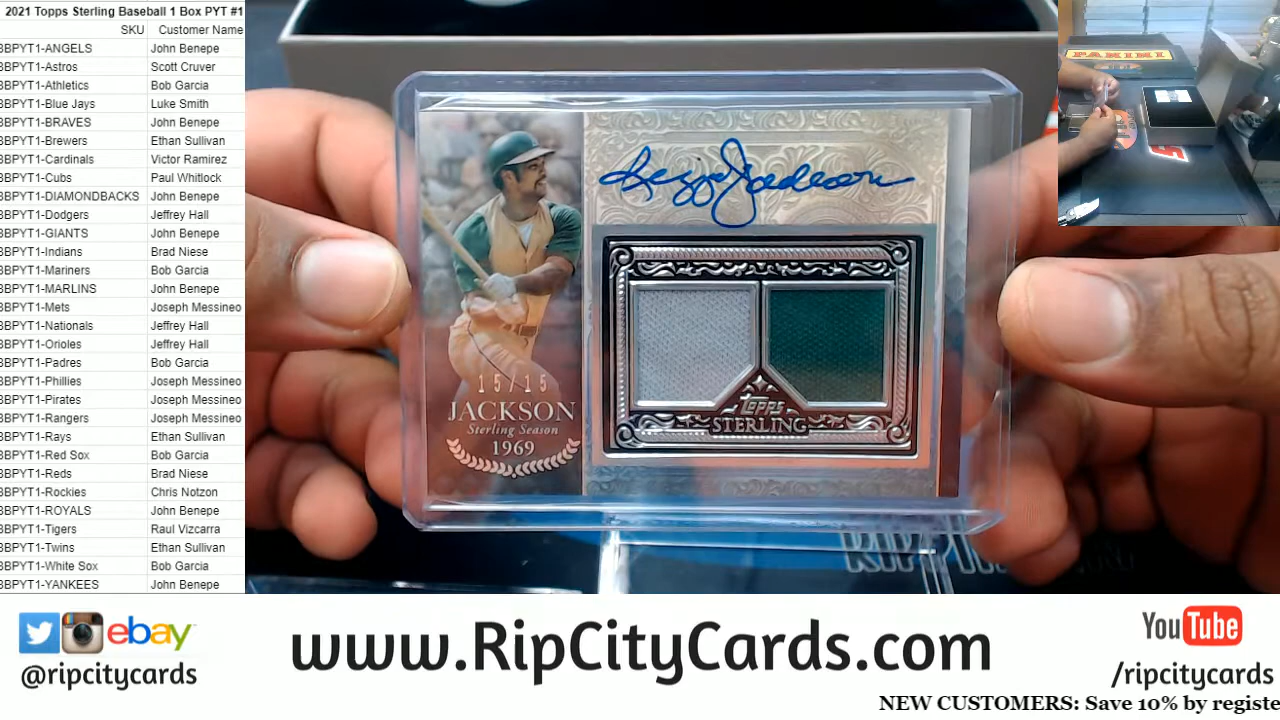 2021 Topps Sterling Baseball 1 Box PYT #1
SKU Customer Name
BBPYT1-ANGELS John Benepe
BBPYT1-Astros Scott Cruver
BBPYT1-Athletics Bob Garcia
BBPYT1-Blue Jays Luke Smith
BBPYT1-BRAVES John Benepe
BBPYT1-Brewers Ethan Sullivan
BBPYT1-Cardinals Victor Ramirez
BBPYT1-Cubs Paul Whitlock
BBPYT1-DIAMONDBACKS John Benepe
BBPYT1-Dodgers Jeffrey Hall
BBPYT1-GIANTS John Benepe
BBPYT1-Indians Brad Niese
BBPYT1-Mariners Bob Garcia
BBPYT1-MARLINS John Benepe
BBPYT1-Mets Joseph Messineo
BBPYT1-Nationals Jeffrey Hall
BBPYT1-Orioles Jeffrey Hall
BBPYT1-Padres Bob Garcia
BBPYT1-Phillies Joseph Messineo
BBPYT1-Pirates Joseph Messineo
BBPYT1-Rangers Joseph Messineo
BBPYT1-Rays Ethan Sullivan
BBPYT1-Red Sox Bob Garcia
BBPYT1-Reds Brad Niese
BBPYT1-Rockies Chris Notzon
BBPYT1-ROYALS John Benepe
BBPYT1-Tigers Raul Vizcarra
BBPYT1-Twins Ethan Sullivan
BBPYT1-White Sox Bob Garcia
BBPYT1-YANKEES John Benepe
PANINI
Reggie Jackson
15/15
JACKSON
Sterling Season
1969
Topps
STERLING
ebay
@ripcitycards
www.RipCityCards.com
YouTube
/ripcitycards
NEW CUSTOMERS: Save 10% by registe